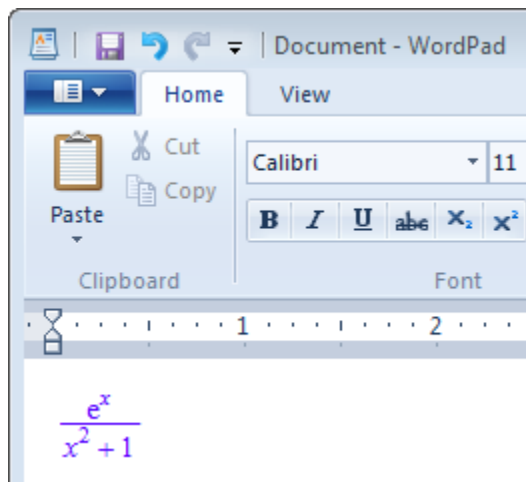 Document - WordPad
Home View
Cut
Copy
Paste
Calibri 11
B I U abc X₂ X²
Clipboard Font
1 2
eˣ
x² + 1